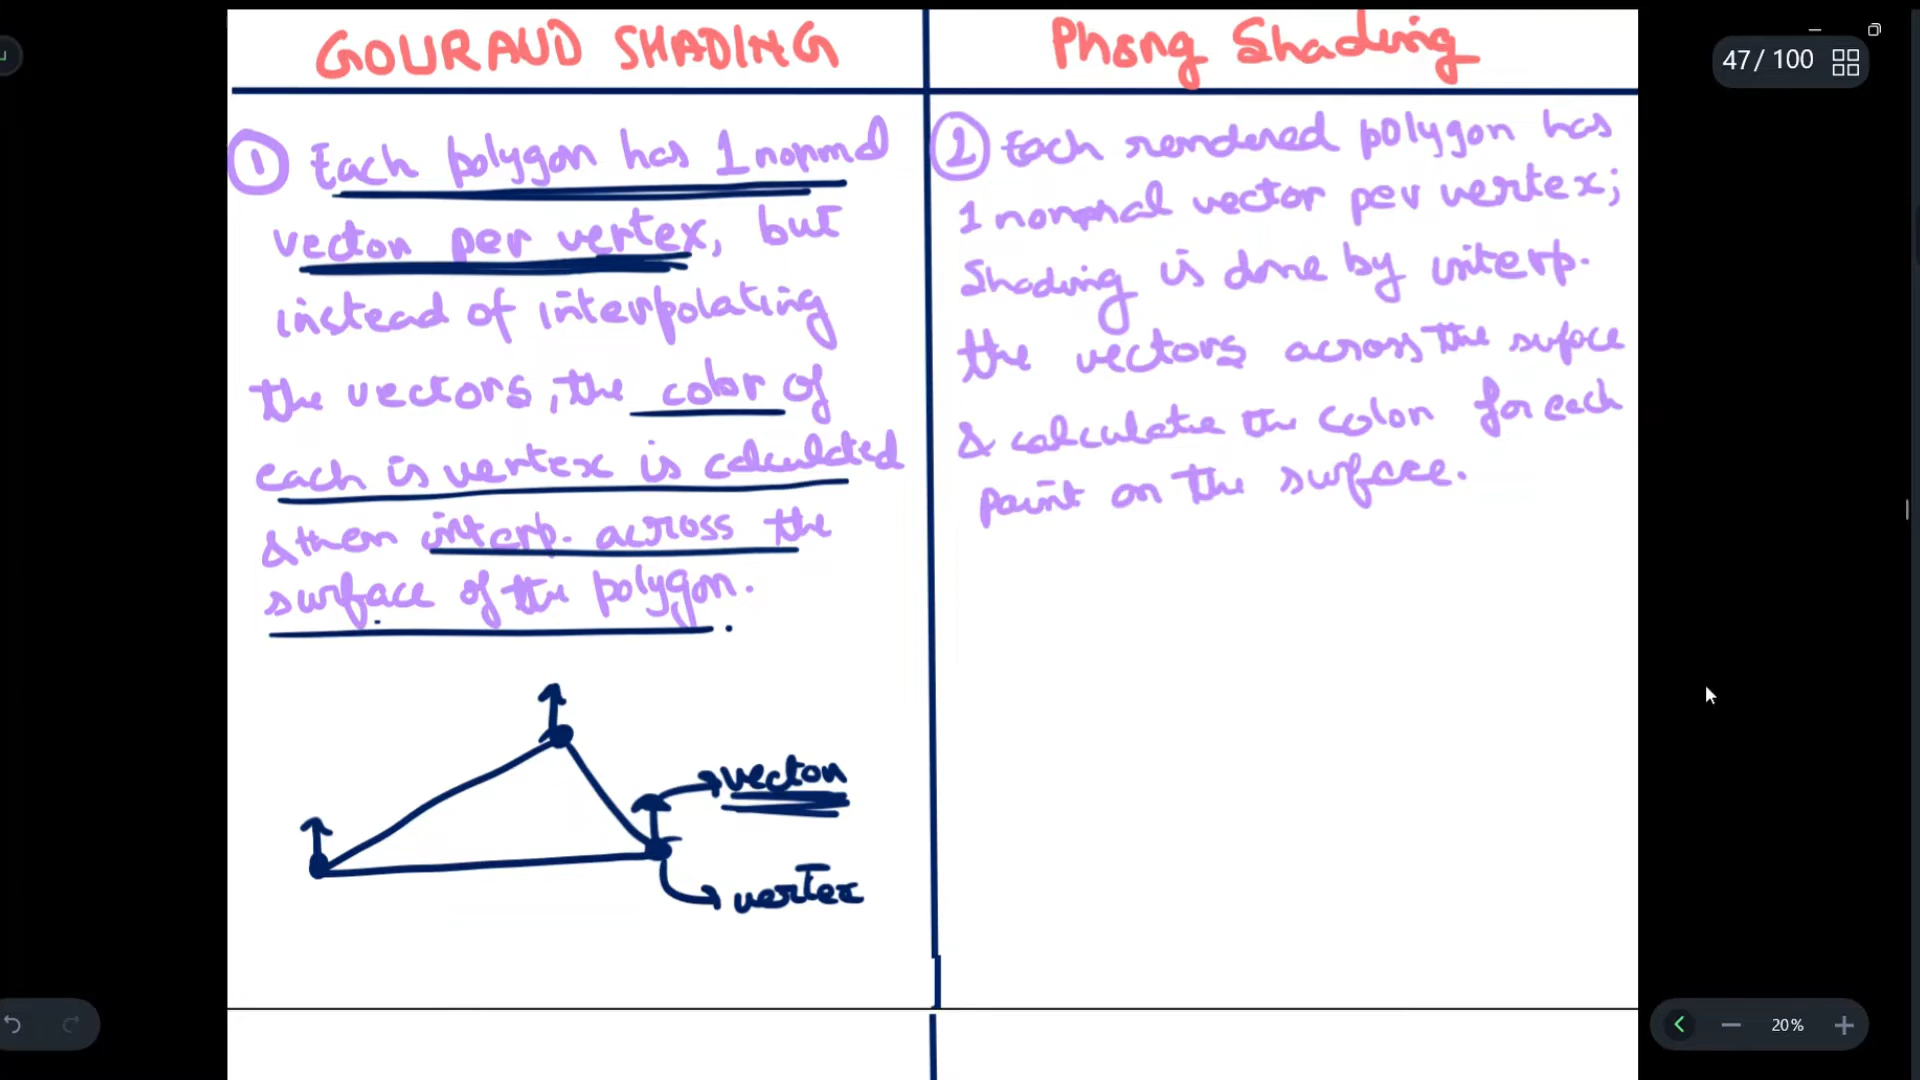 GOURAUD SHADING
① Each polygon has 1 normal
vector per vertex, but
instead of interpolating
the vectors, the color of
each is vertex is calculated
& then interp. across the
surface of the polygon.
vector
vertex
Phong Shading
② Each rendered polygon has
1 normal vector per vertex;
Shading is done by interp.
the vectors across the surface
& calculate the color for each
point on the surface.
47/ 100
20%